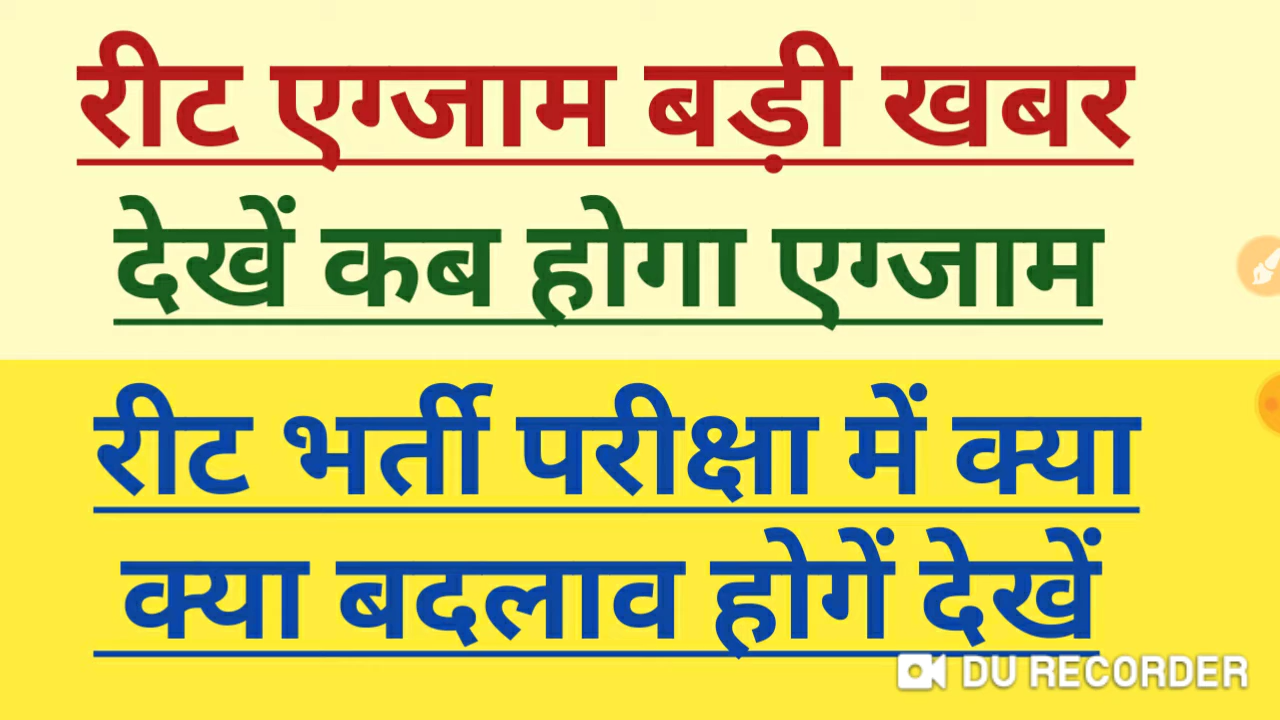 रीट एग्जाम बड़ी खबर
देखें कब होगा एग्जाम
रीट भर्ती परीक्षा में क्या
क्या बदलाव होगें देखें
DU RECORDER